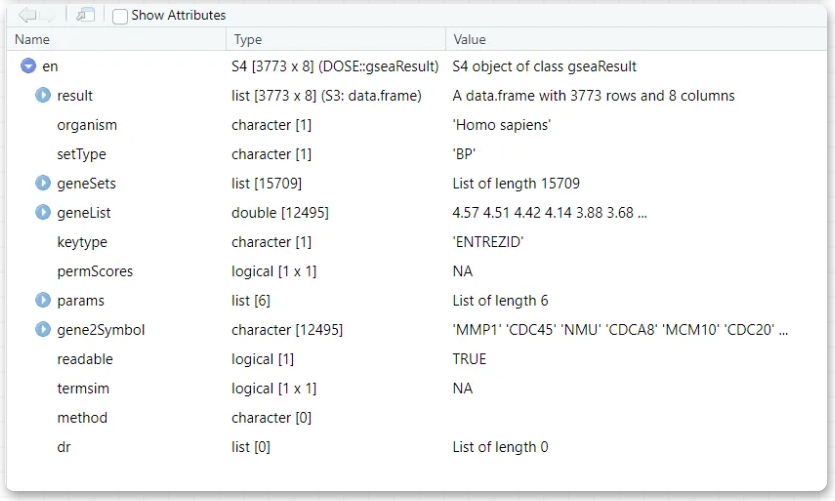 Show Attributes
Name Type Value
en S4 [3773 x 8] (DOSE::gseaResult) S4 object of class gseaResult
result list [3773 x 8] (S3: data.frame) A data.frame with 3773 rows and 8 columns
organism character [1] 'Homo sapiens'
setType character [1] 'BP'
geneSets list [15709] List of length 15709
geneList double [12495] 4.57 4.51 4.42 4.14 3.88 3.68 ...
keytype character [1] 'ENTREZID'
permScores logical [1 x 1] NA
params list [6] List of length 6
gene2Symbol character [12495] 'MMP1' 'CDC45' 'NMU' 'CDCA8' 'MCM10' 'CDC20' ...
readable logical [1] TRUE
termsim logical [1 x 1] NA
method character [0]
dr list [0] List of length 0